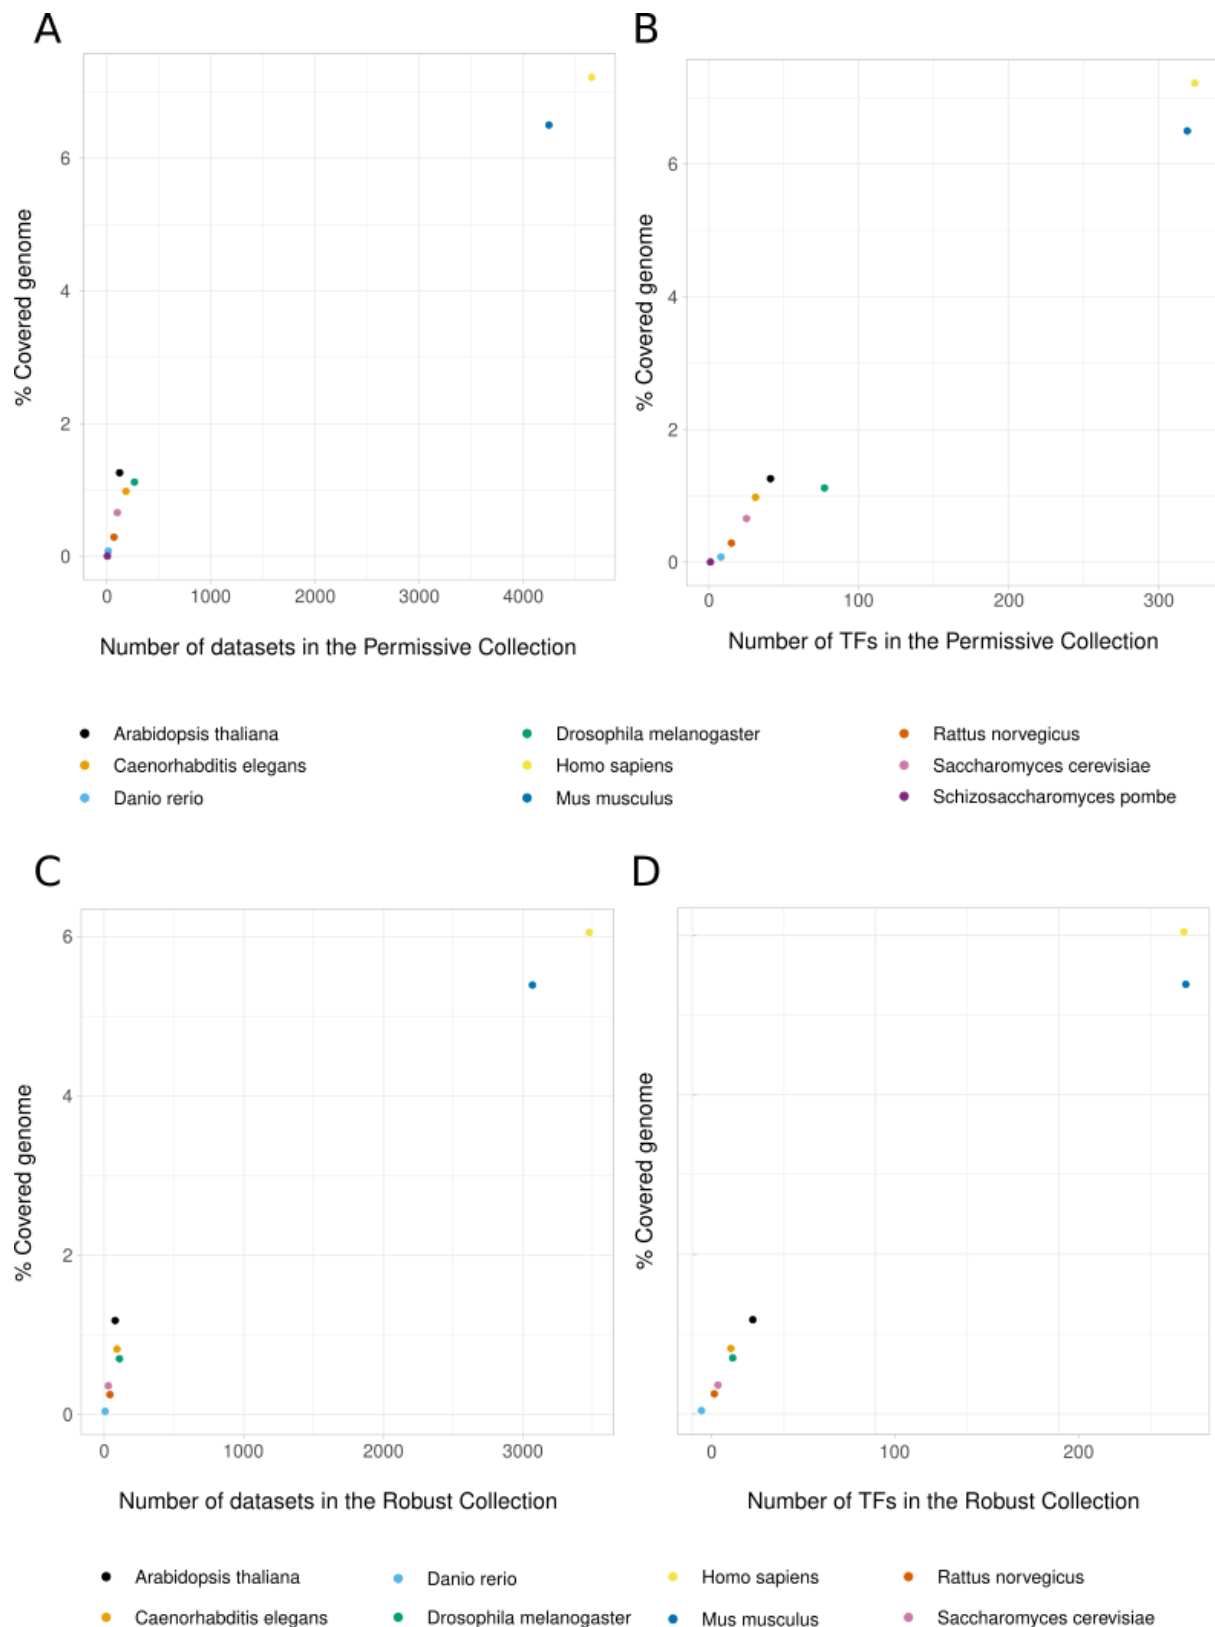 A
B
6
4
2
0
% Covered genome
0 1000 2000 3000 4000
Number of datasets in the Permissive Collection
6
4
2
0
% Covered genome
0 100 200 300
Number of TFs in the Permissive Collection
Arabidopsis thaliana
Caenorhabditis elegans
Danio rerio
Drosophila melanogaster
Homo sapiens
Mus musculus
Rattus norvegicus
Saccharomyces cerevisiae
Schizosaccharomyces pombe
C
D
6
4
2
0
% Covered genome
0 1000 2000 3000
Number of datasets in the Robust Collection
% Covered genome
0 100 200
Number of TFs in the Robust Collection
Arabidopsis thaliana
Caenorhabditis elegans
Danio rerio
Drosophila melanogaster
Homo sapiens
Mus musculus
Rattus norvegicus
Saccharomyces cerevisiae